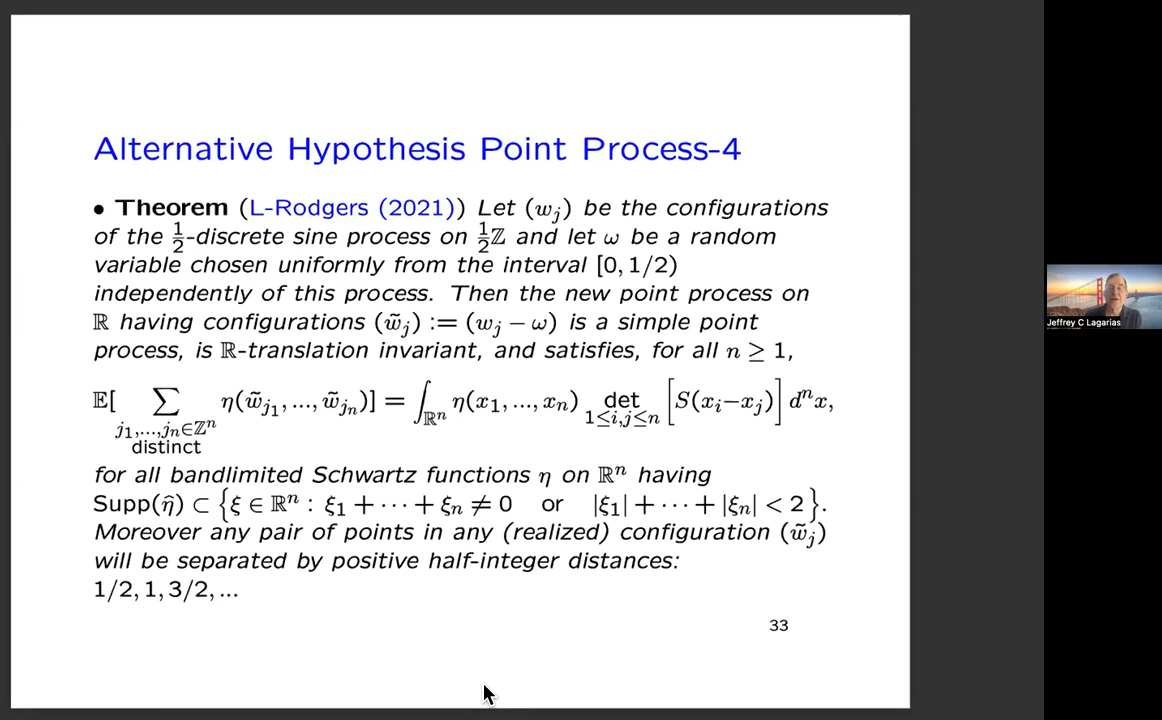 Alternative Hypothesis Point Process-4
• Theorem (L-Rodgers (2021)) Let (w_j) be the configurations
of the 1/2-discrete sine process on 1/2ℤ and let ω be a random
variable chosen uniformly from the interval [0, 1/2)
independently of this process. Then the new point process on
ℝ having configurations (w̃_j) := (w_j − ω) is a simple point
process, is ℝ-translation invariant, and satisfies, for all n ≥ 1,
𝔼[ ∑_{j_1,...,j_n∈ℤ^n distinct} η(w̃_{j_1}, ..., w̃_{j_n})] = ∫_{ℝ^n} η(x_1, ..., x_n) det_{1≤i,j≤n} [S(x_i−x_j)] d^n x,
for all bandlimited Schwartz functions η on ℝ^n having
Supp(η̂) ⊂ {ξ ∈ ℝ^n : ξ_1 + ··· + ξ_n ≠ 0 or |ξ_1| + ··· + |ξ_n| < 2}.
Moreover any pair of points in any (realized) configuration (w̃_j)
will be separated by positive half-integer distances:
1/2, 1, 3/2, ...
33
Jeffrey C Lagarias